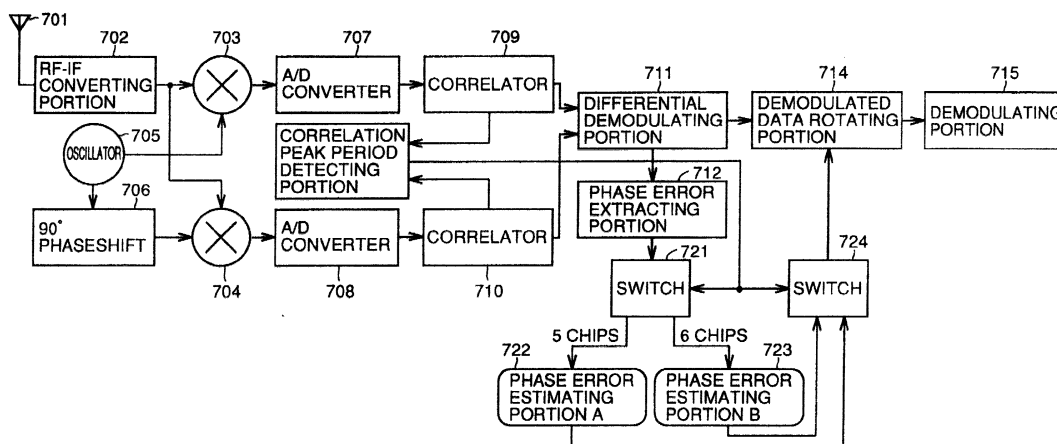 701
702
RF-IF
CONVERTING
PORTION
703
707
A/D
CONVERTER
709
CORRELATOR
711
DIFFERENTIAL
DEMODULATING
PORTION
714
DEMODULATED
DATA ROTATING
PORTION
715
DEMODULATING
PORTION
705
OSCILLATOR
CORRELATION
PEAK PERIOD
DETECTING
PORTION
706
90° PHASESHIFT
704
A/D
CONVERTER
708
CORRELATOR
710
712
PHASE ERROR
EXTRACTING
PORTION
721
SWITCH
724
SWITCH
5 CHIPS
6 CHIPS
722
PHASE ERROR
ESTIMATING
PORTION A
723
PHASE ERROR
ESTIMATING
PORTION B